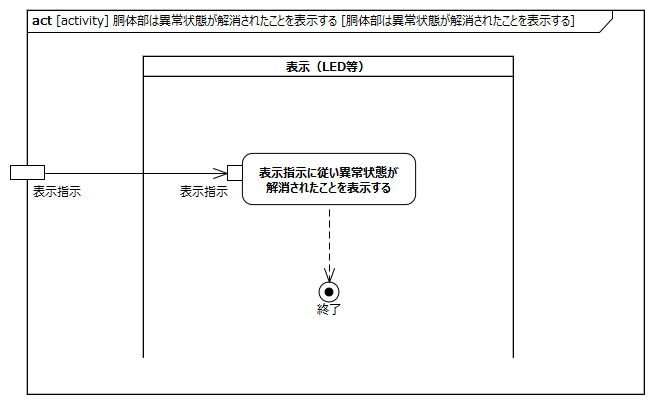 act [activity] 胴体部は異常状態が解消されたことを表示する [胴体部は異常状態が解消されたことを表示する]
表示（LED等）
表示指示に従い異常状態が
解消されたことを表示する
表示指示
表示指示
終了